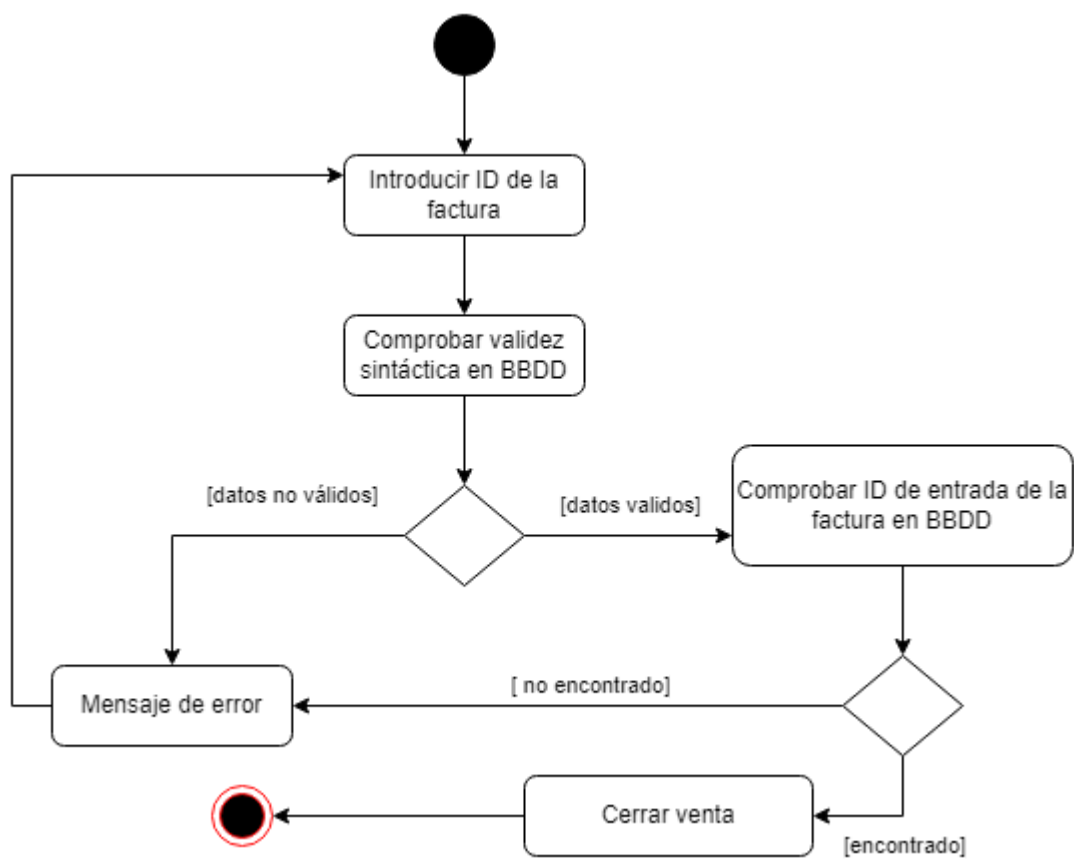 Introducir ID de la
factura
Comprobar validez
sintáctica en BBDD
[datos no válidos]
[datos validos]
Comprobar ID de entrada de la
factura en BBDD
[ no encontrado]
Mensaje de error
Cerrar venta
[encontrado]